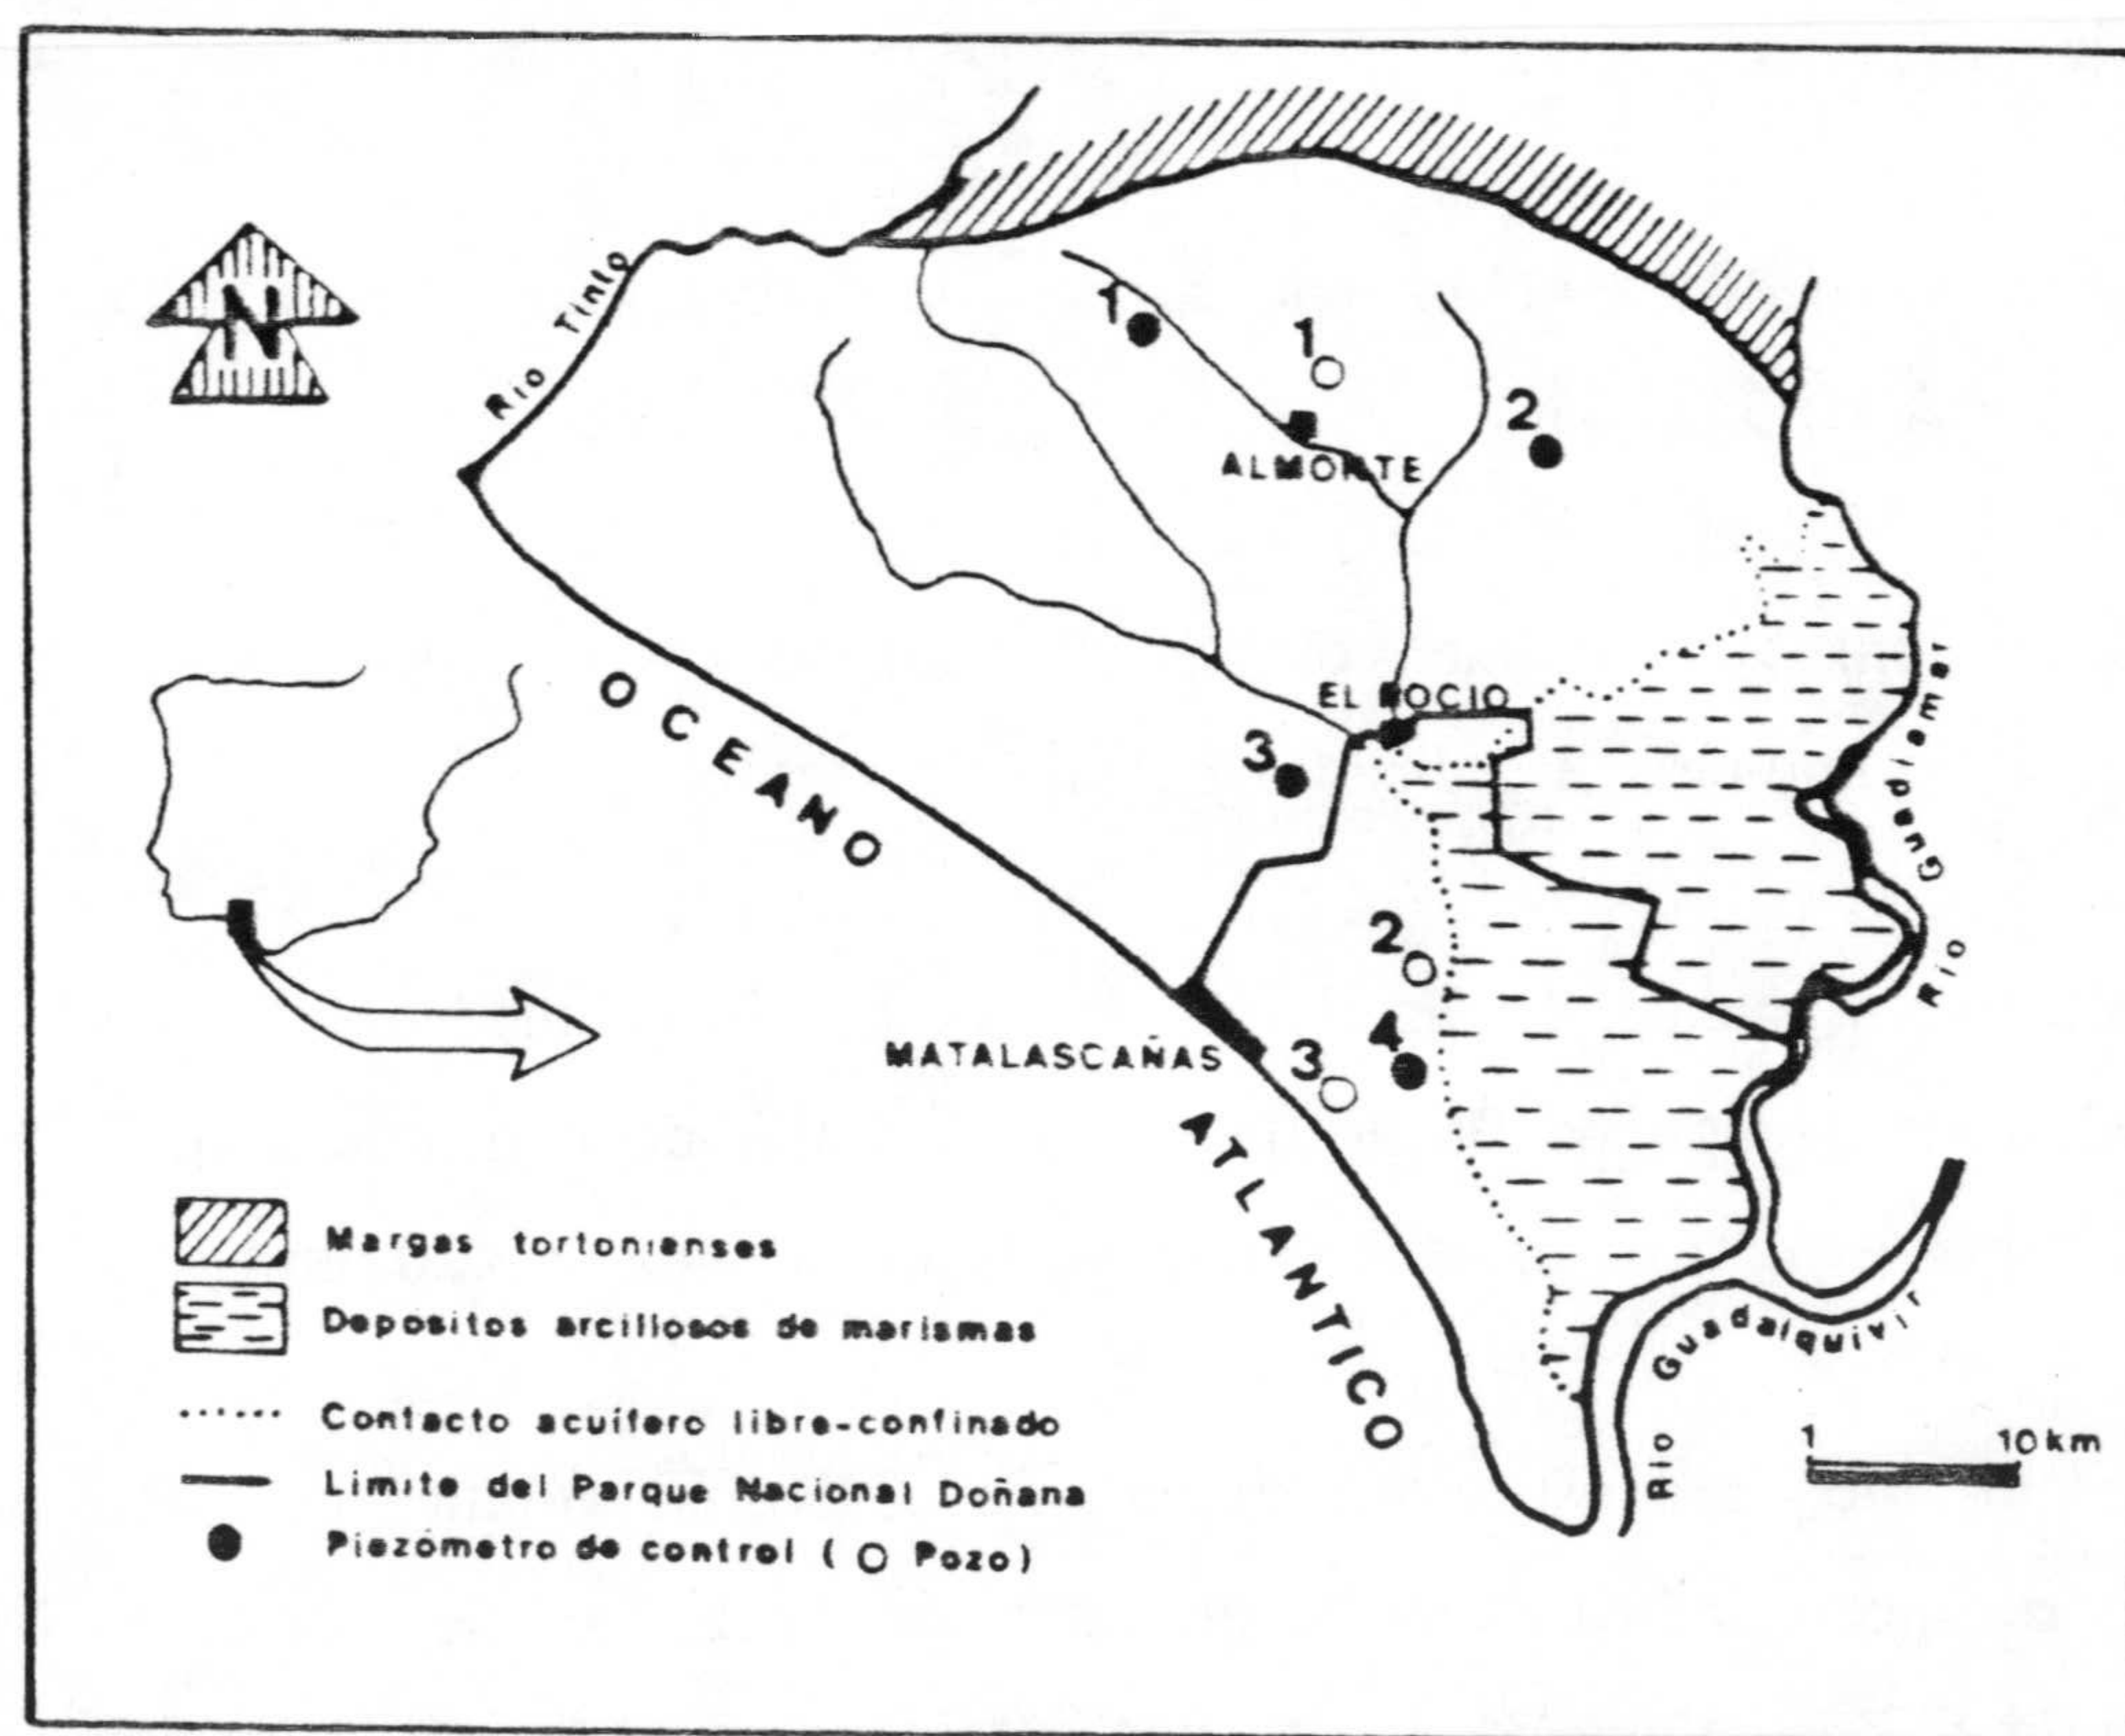 N
Rio Tinto
1
1
2
ALMONTE
EL ROCIO
3
Rio Guadiamar
OCEANO
2
4
MATALASCAÑAS
3
ATLANTICO
Rio Guadalquivir
1 10 km
Margas tortonienses
Depositos arcillosos de marismas
Contacto acuífero libre-confinado
Limite del Parque Nacional Doñana
Piezómetro de control ( O Pozo)